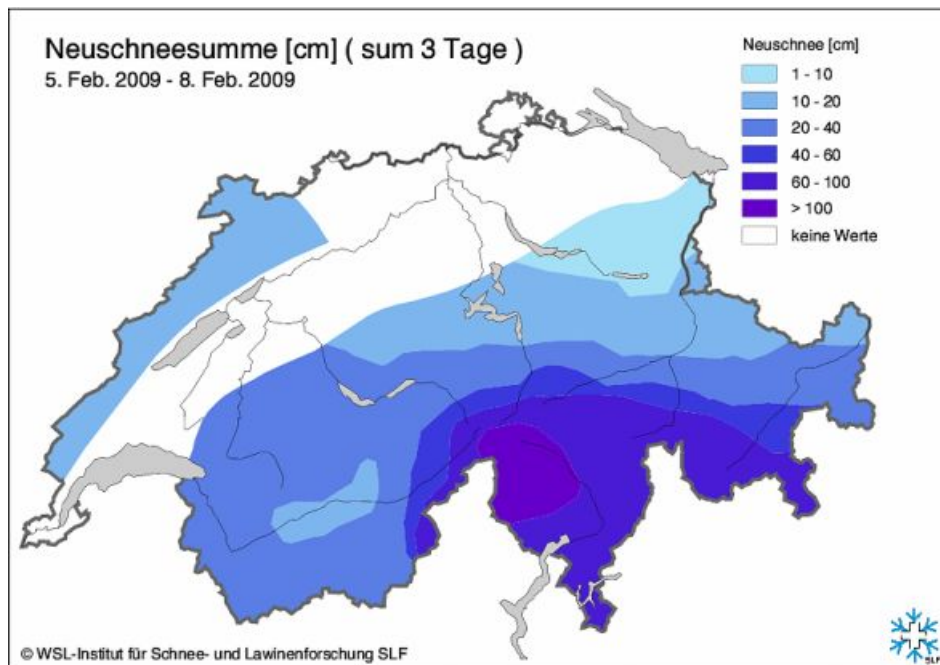 Neuschneesumme [cm] ( sum 3 Tage )
5. Feb. 2009 - 8. Feb. 2009
Neuschnee [cm]
1 - 10
10 - 20
20 - 40
40 - 60
60 - 100
> 100
keine Werte
© WSL-Institut für Schnee- und Lawinenforschung SLF
SLF